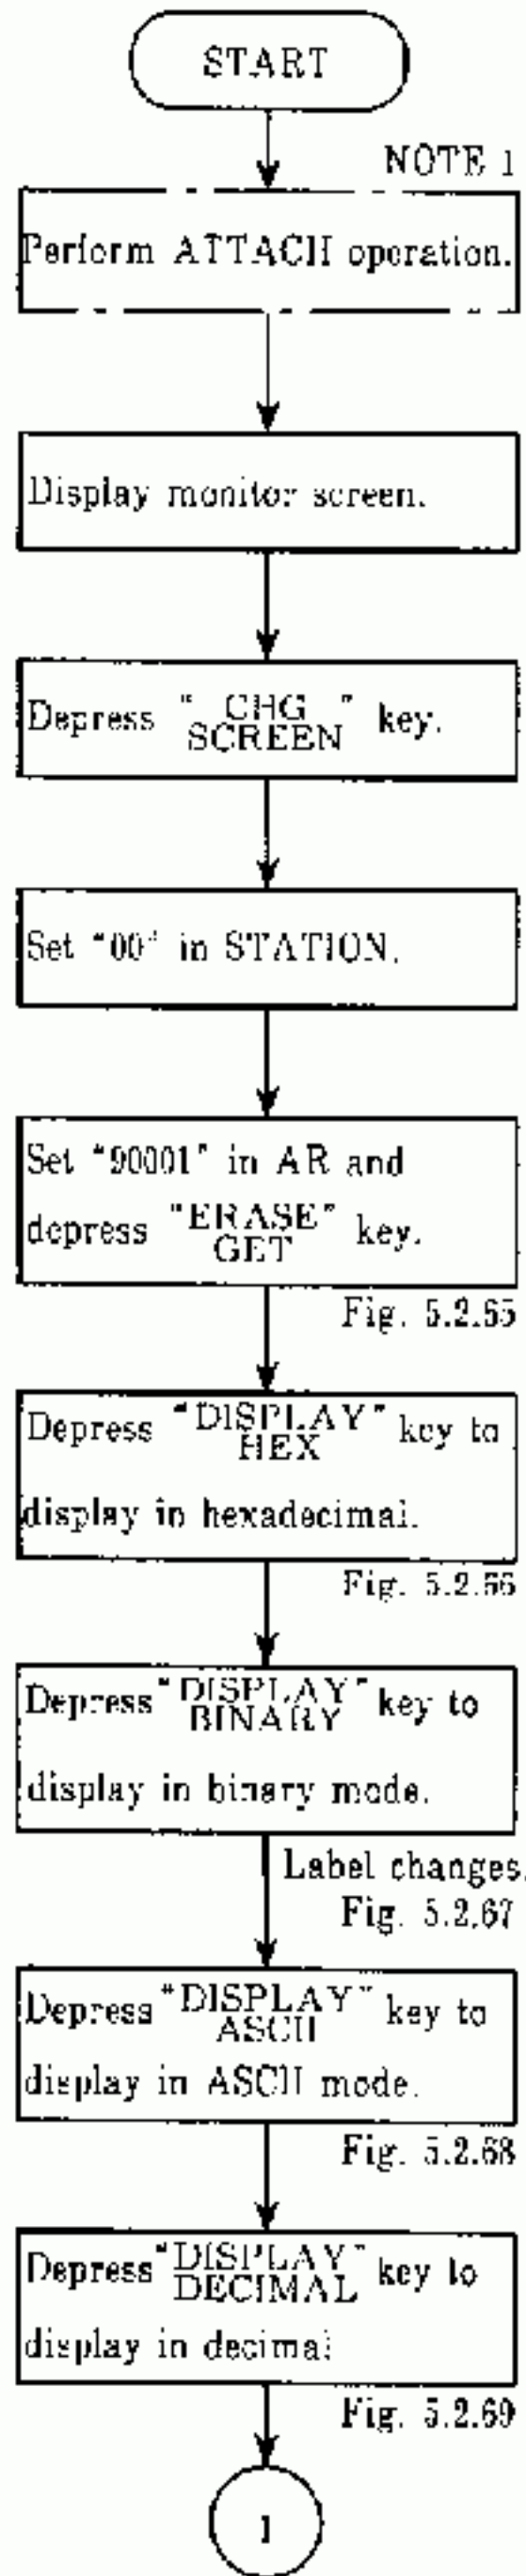 START
NOTE 1
Perform ATTACH operation.
Display monitor screen.
Depress "CHG SCREEN" key.
Set "00" in STATION.
Set "90001" in AR and
depress "ERASE GET" key.
Fig. 5.2.65
Depress "DISPLAY HEX" key to
display in hexadecimal.
Fig. 5.2.66
Depress "DISPLAY BINARY" key to
display in binary mode.
Label changes.
Fig. 5.2.67
Depress "DISPLAY ASCII" key to
display in ASCII mode.
Fig. 5.2.68
Depress "DISPLAY DECIMAL" key to
display in decimal
Fig. 5.2.69
1